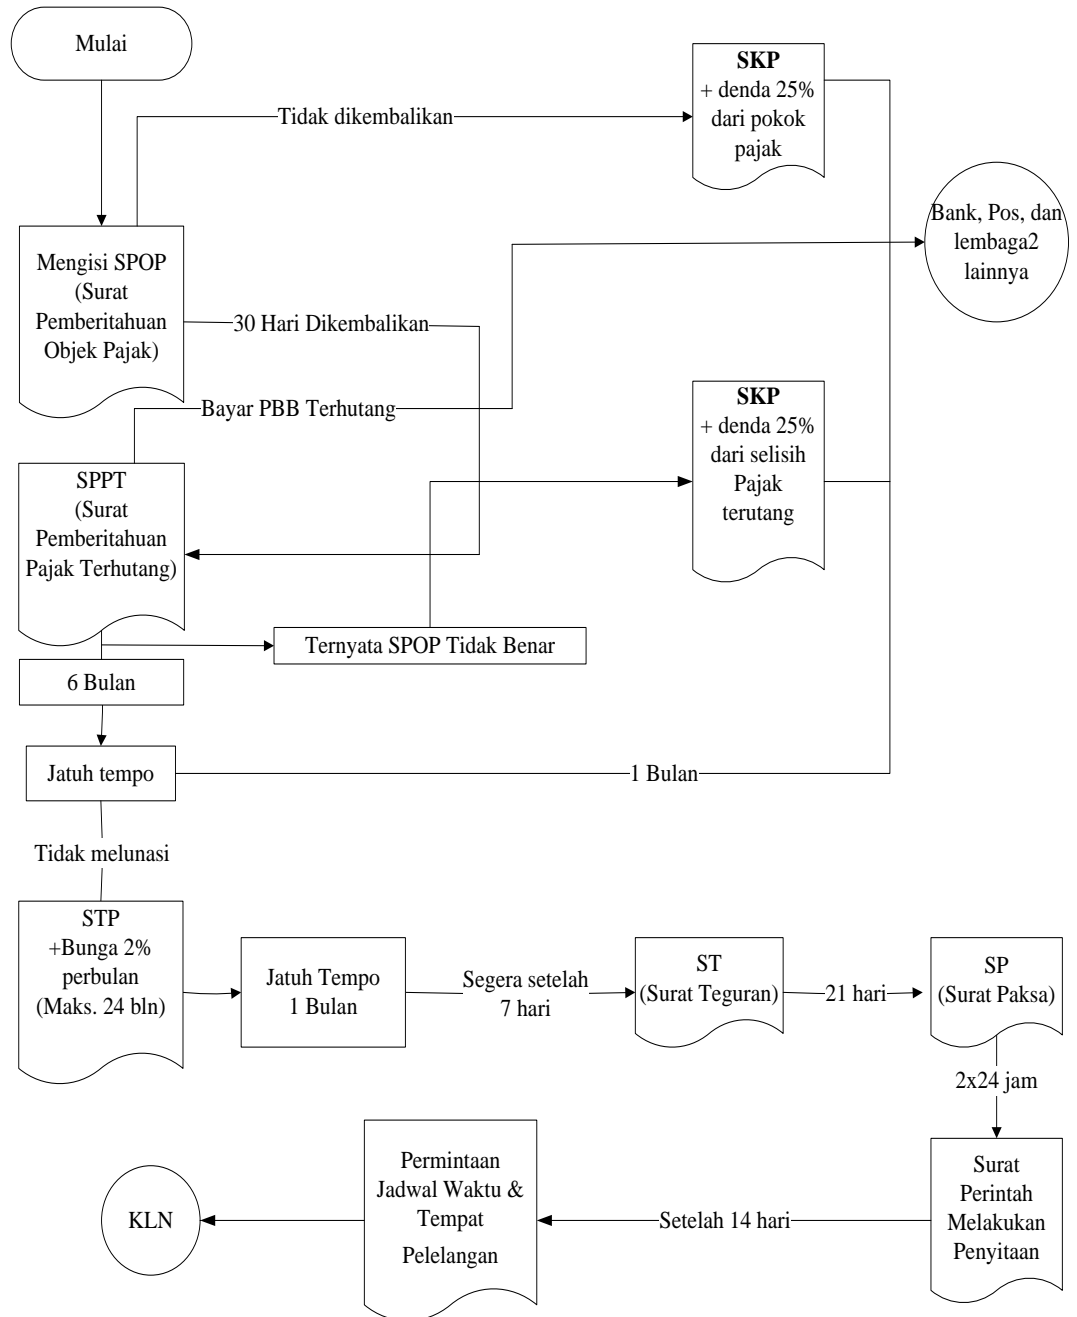 Mulai
SKP
+ denda 25%
dari pokok
pajak
Tidak dikembalikan
Bank, Pos, dan
lembaga2
lainnya
Mengisi SPOP
(Surat
Pemberitahuan
Objek Pajak)
30 Hari Dikembalikan
Bayar PBB Terhutang
SKP
+ denda 25%
dari selisih
Pajak
terutang
SPPT
(Surat
Pemberitahuan
Pajak Terhutang)
Ternyata SPOP Tidak Benar
6 Bulan
Jatuh tempo
1 Bulan
Tidak melunasi
STP
+Bunga 2%
perbulan
(Maks. 24 bln)
Jatuh Tempo
1 Bulan
Segera setelah
7 hari
ST
(Surat Teguran)
21 hari
SP
(Surat Paksa)
2x24 jam
Surat
Perintah
Melakukan
Penyitaan
Setelah 14 hari
Permintaan
Jadwal Waktu &
Tempat
Pelelangan
KLN